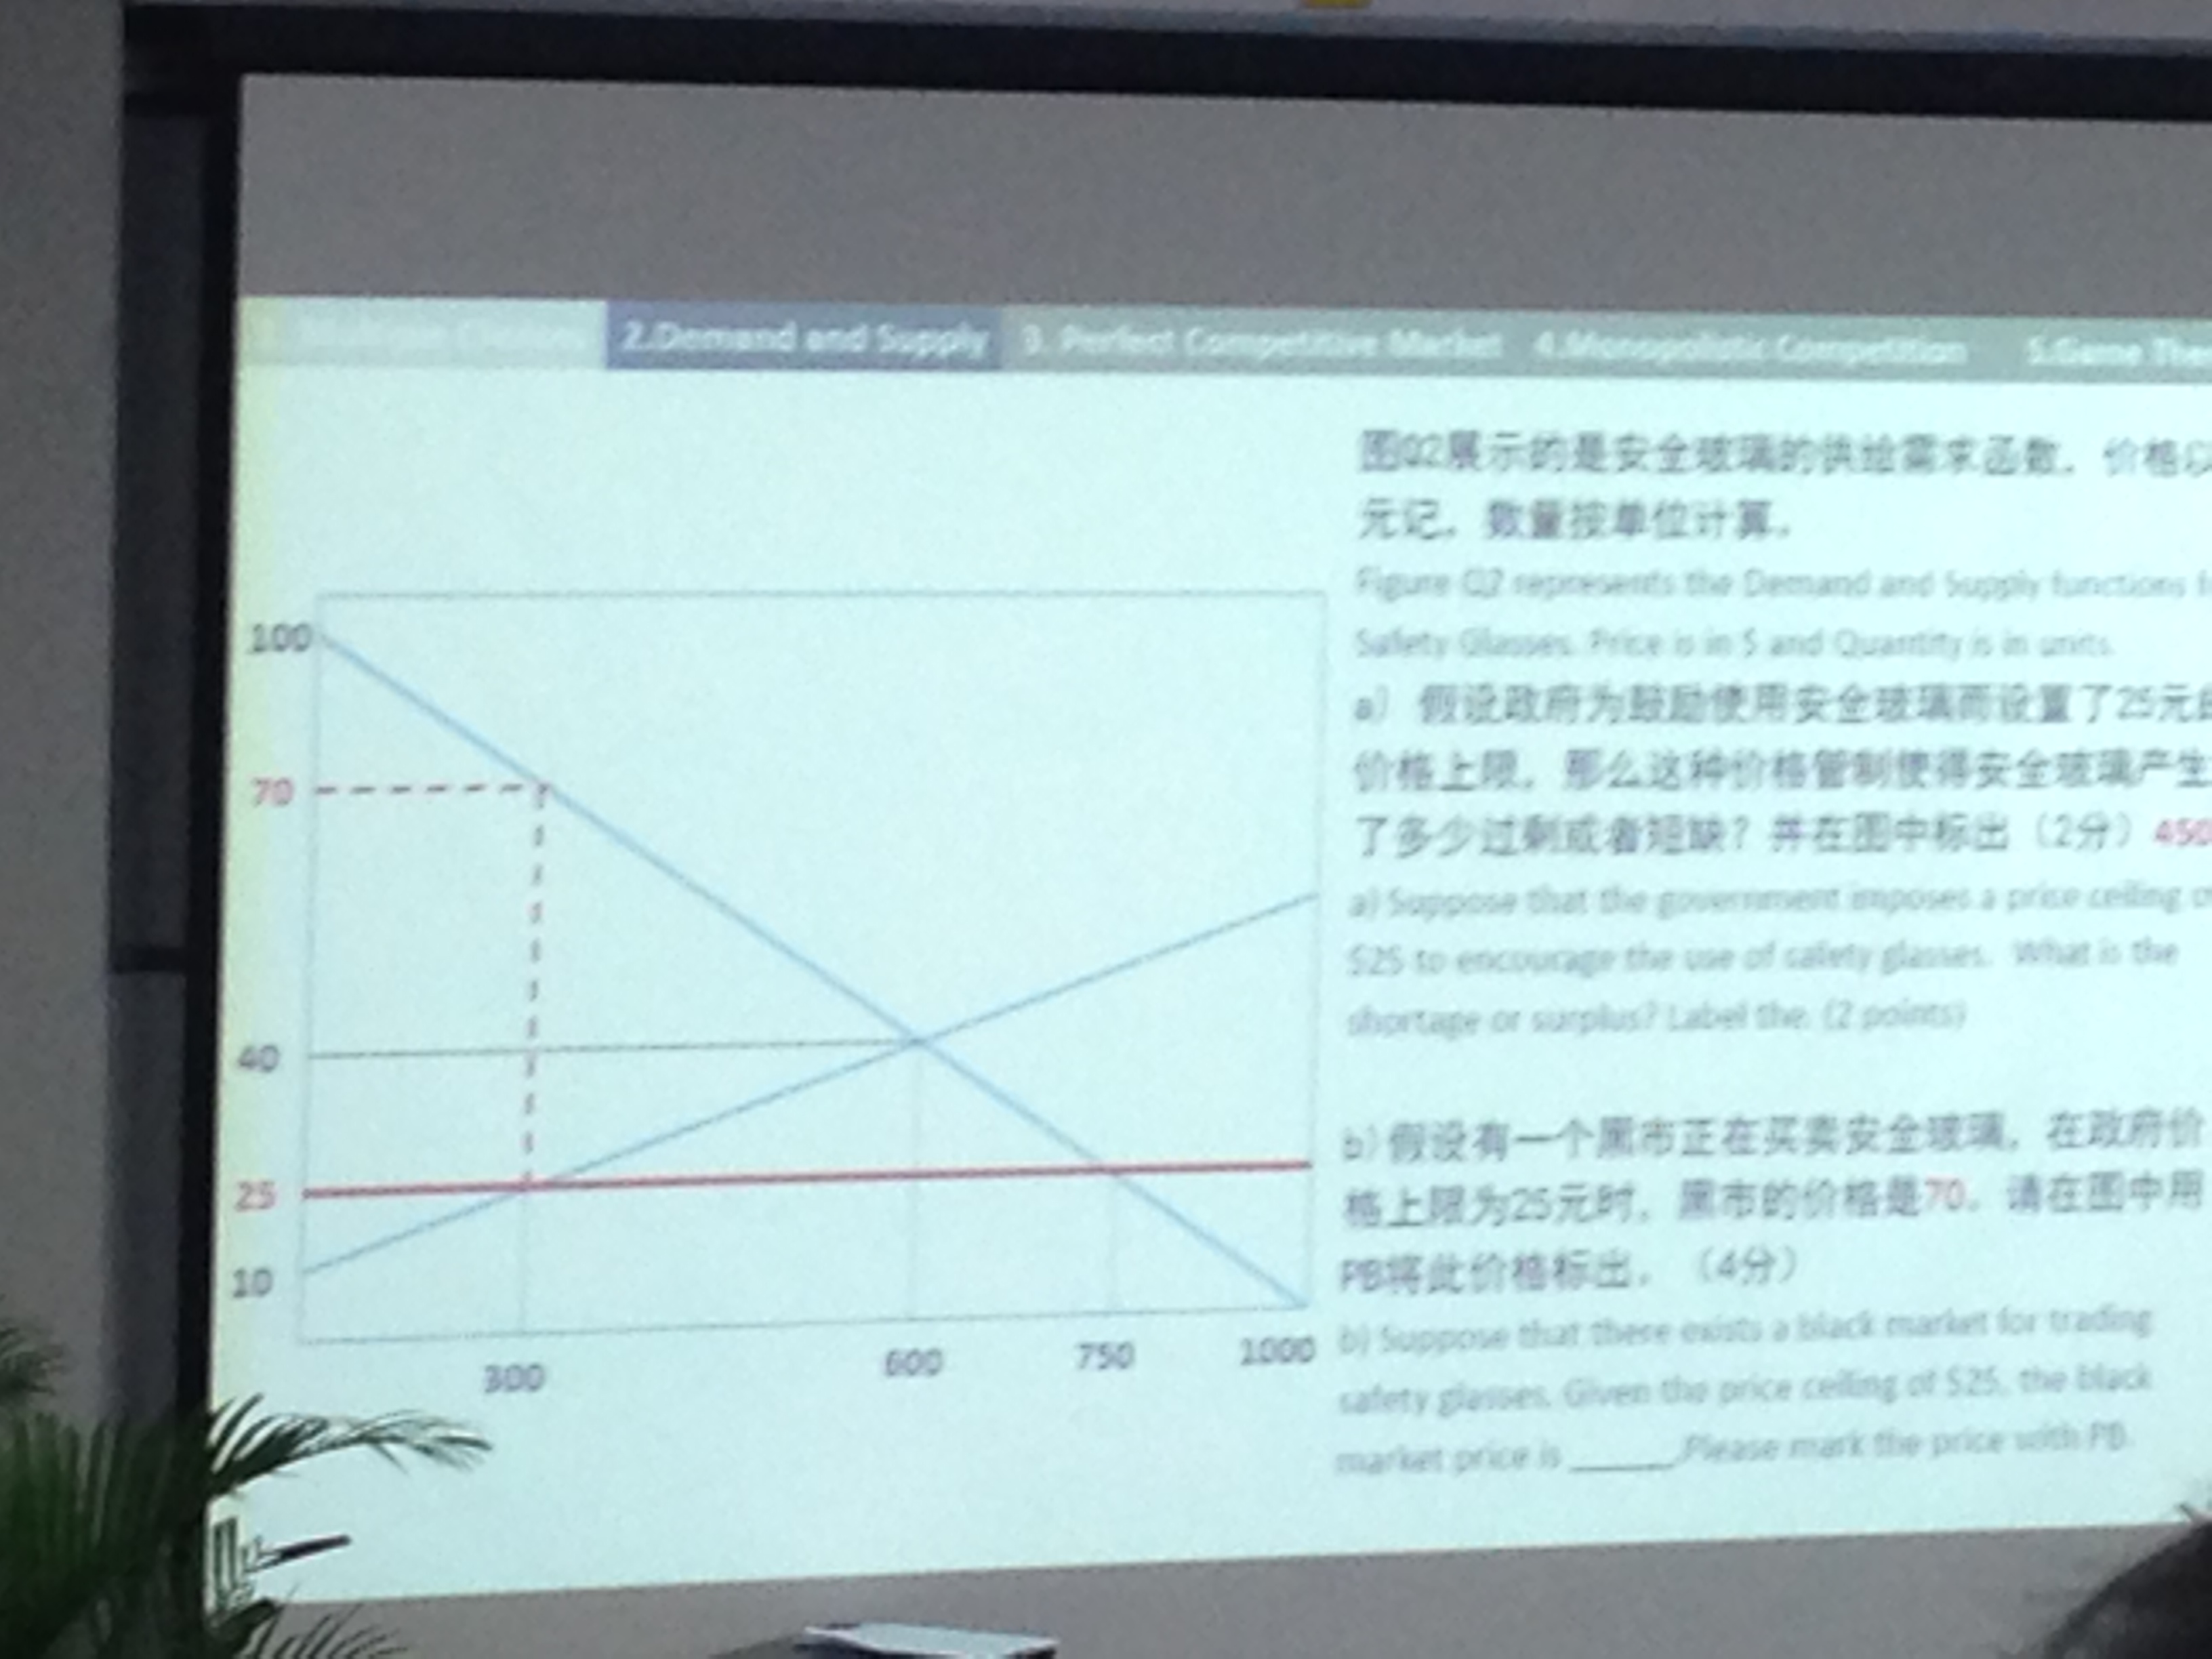 2.Demand and Supply
3. Perfect Competitive Market
4.Monopolistic Competition
5.Game
图Q2展示的是安全玻璃的供给需求函数，价格以
元记，数量按单位计算。
Figure Q2 represents the Demand and Supply functions
Safety Glasses. Price is in $ and Quantity is in units.
a） 假设政府为鼓励使用安全玻璃而设置了25元
价格上限，那么这种价格管制使得安全玻璃产生
了多少过剩或者短缺？并在图中标出（2分）450
a) Suppose that the government imposes a price ceiling
$25 to encourage the use of safety glasses. What is the
shortage or surplus? Label the. (2 points)
b) 假设有一个黑市正在买卖安全玻璃，在政府价
格上限为25元时，黑市的价格是70。请在图中用
PB将此价格标出。（4分）
b) Suppose that there exists a black market for trading
safety glasses. Given the price ceiling of $25, the black
market price is ______.Please mark the price with PB.
100
70
40
25
10
300
600
750
1000